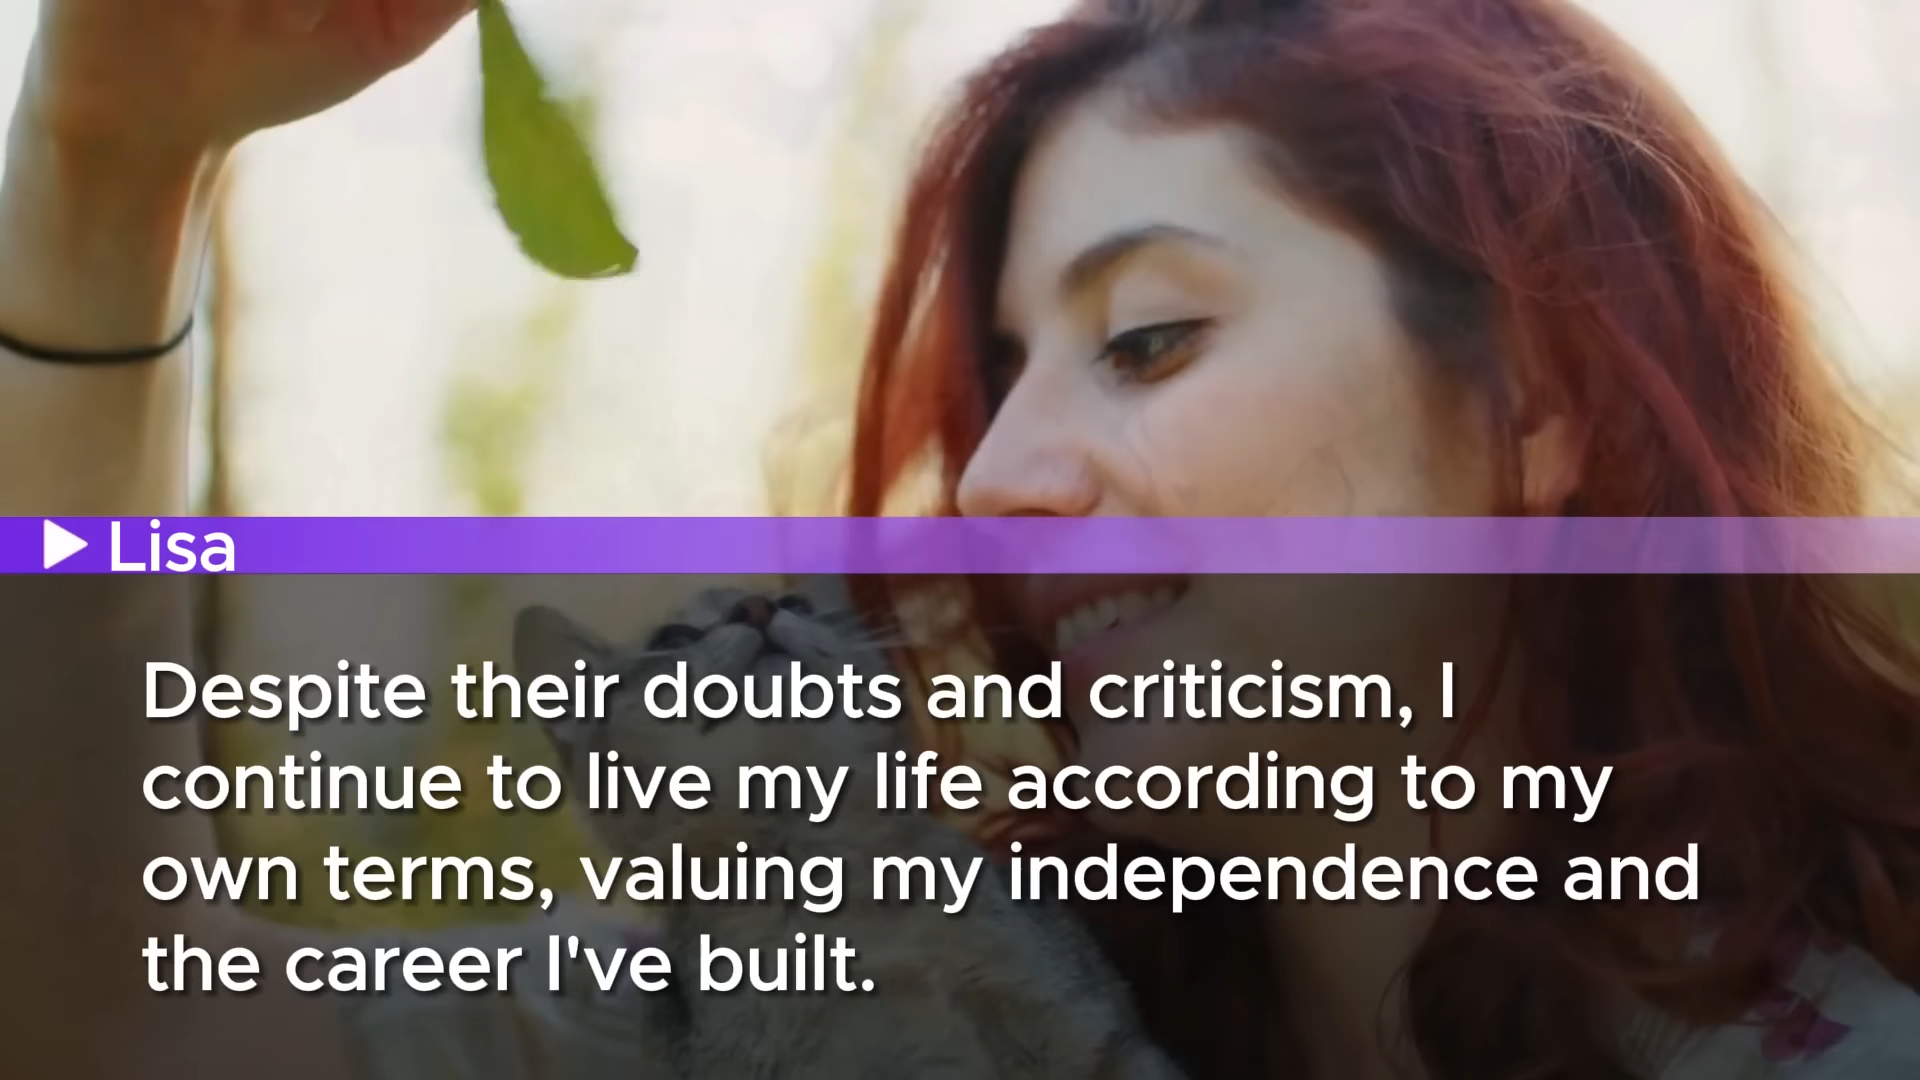 Lisa
Despite their doubts and criticism, I
continue to live my life according to my
own terms, valuing my independence and
the career I've built.